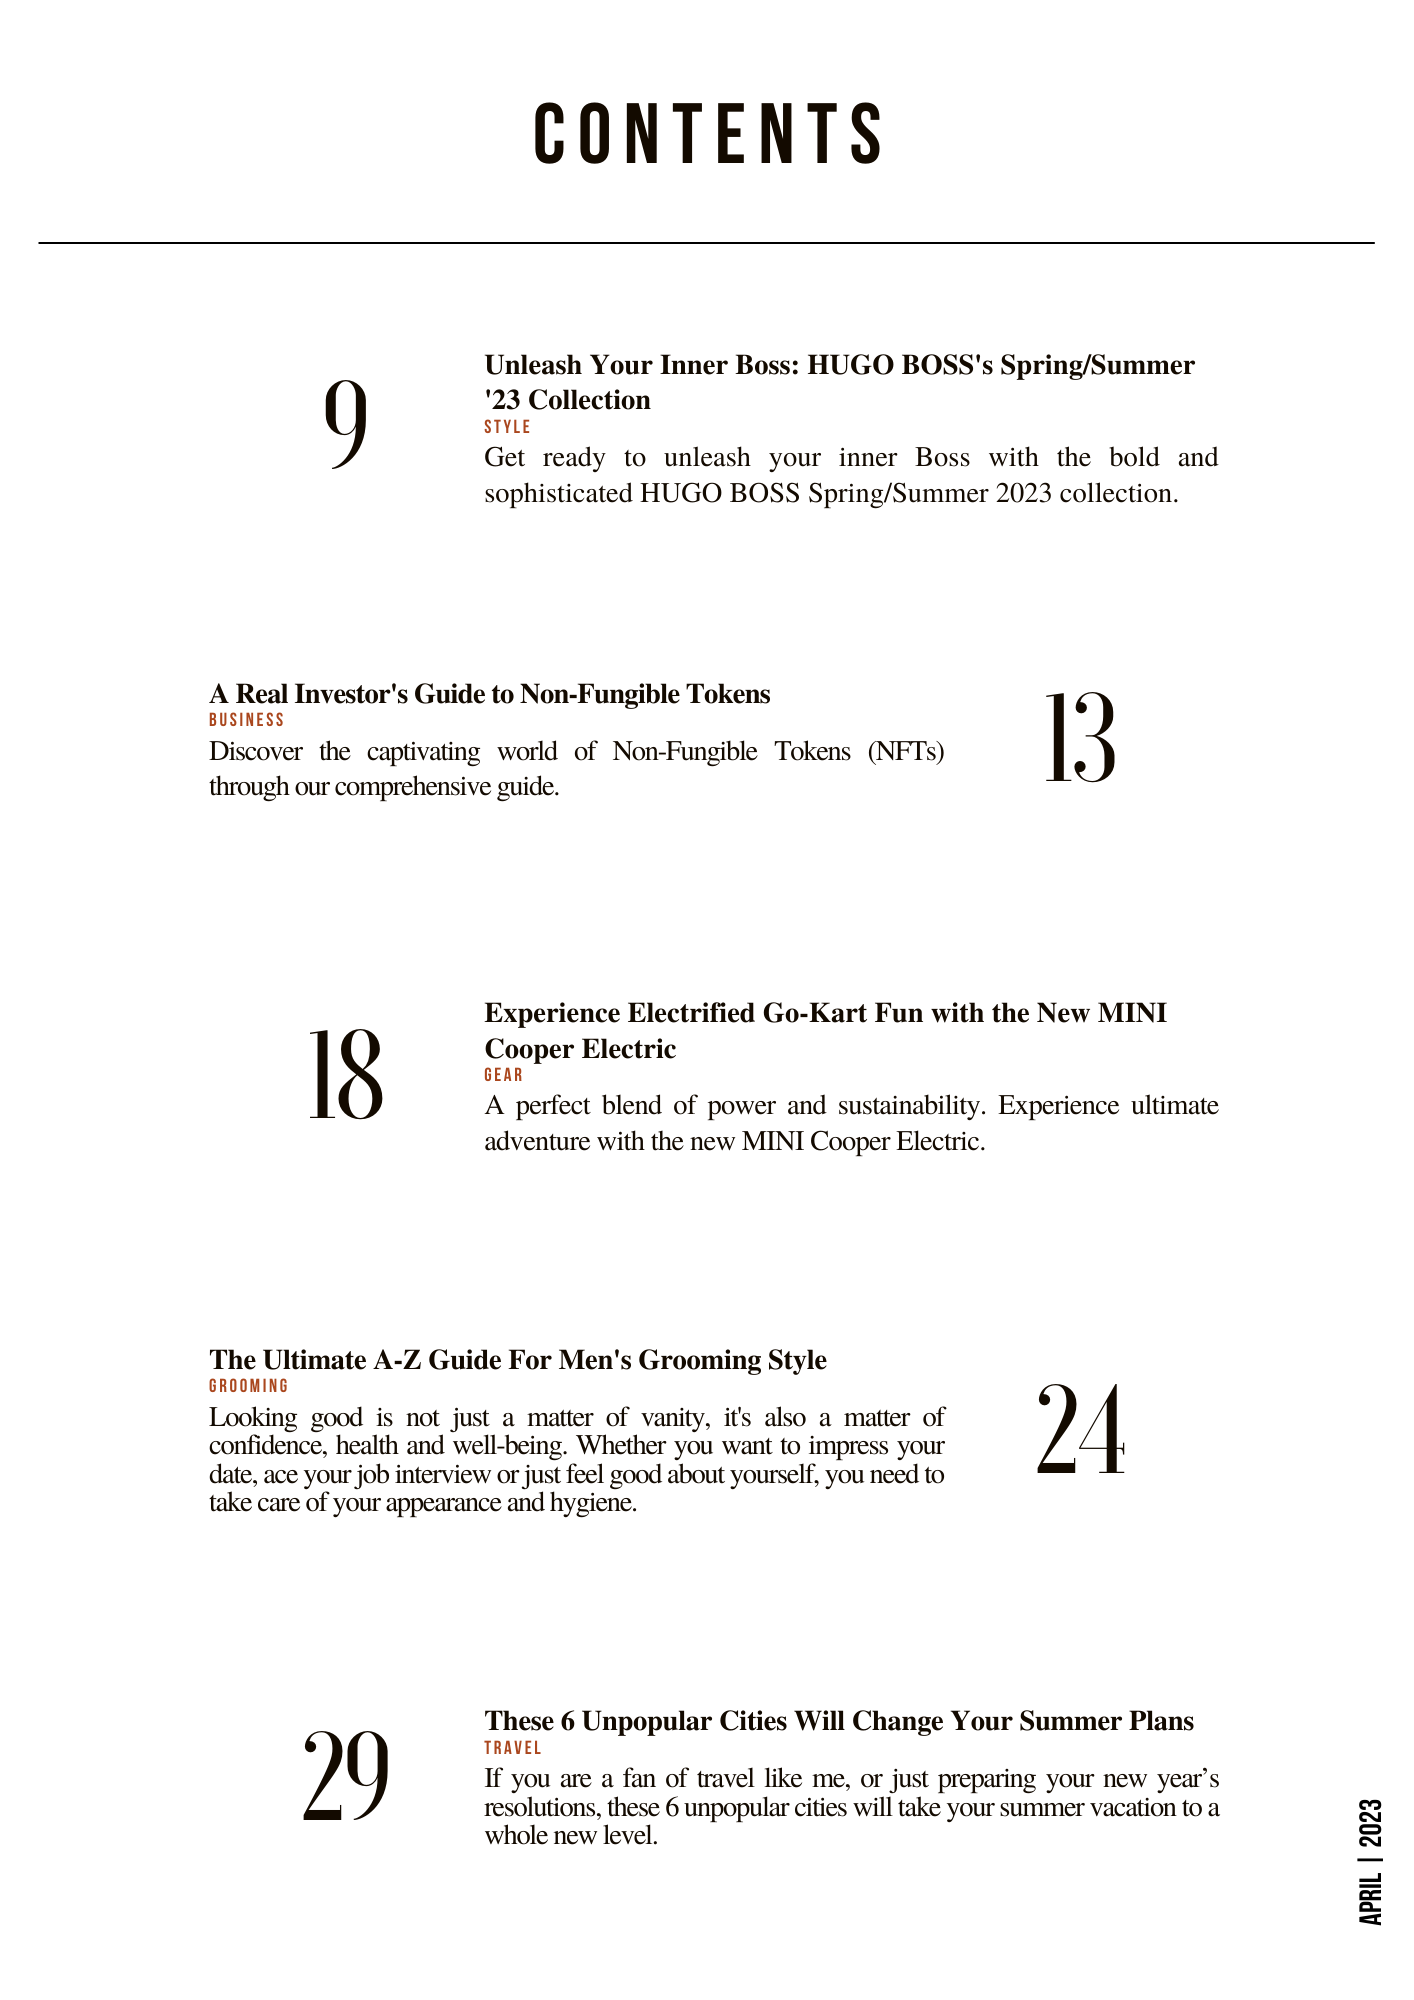 CONTENTS
9
Unleash Your Inner Boss: HUGO BOSS's Spring/Summer
'23 Collection
STYLE
Get ready to unleash your inner Boss with the bold and
sophisticated HUGO BOSS Spring/Summer 2023 collection.
A Real Investor's Guide to Non-Fungible Tokens
BUSINESS
Discover the captivating world of Non-Fungible Tokens (NFTs)
through our comprehensive guide.
13
18
Experience Electrified Go-Kart Fun with the New MINI
Cooper Electric
GEAR
A perfect blend of power and sustainability. Experience ultimate
adventure with the new MINI Cooper Electric.
The Ultimate A-Z Guide For Men's Grooming Style
GROOMING
Looking good is not just a matter of vanity, it's also a matter of
confidence, health and well-being. Whether you want to impress your
date, ace your job interview or just feel good about yourself, you need to
take care of your appearance and hygiene.
24
29
These 6 Unpopular Cities Will Change Your Summer Plans
TRAVEL
If you are a fan of travel like me, or just preparing your new year’s
resolutions, these 6 unpopular cities will take your summer vacation to a
whole new level.
APRIL | 2023